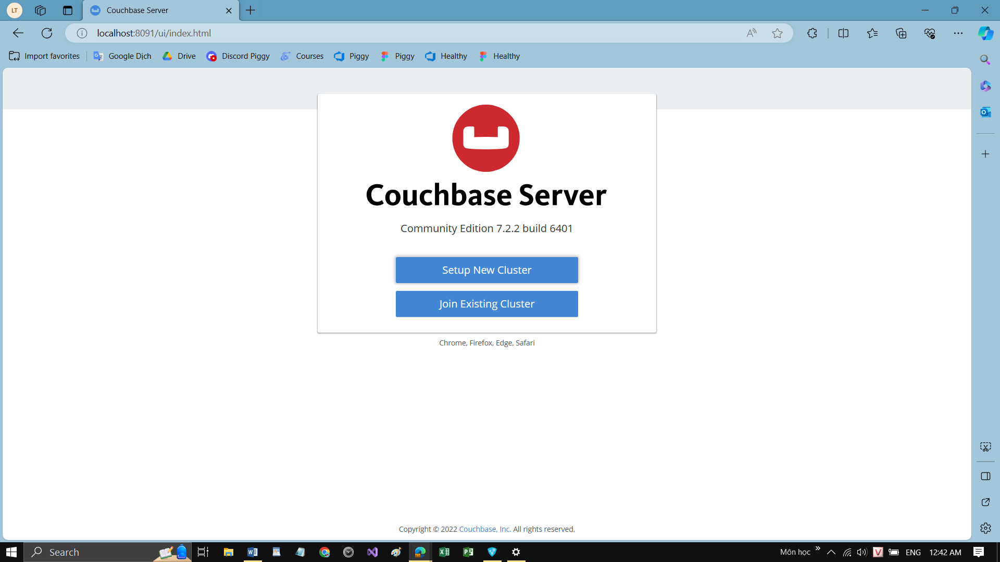 LT
Couchbase Server
localhost:8091/ui/index.html
Import favorites
Google Dịch
Drive
Discord Piggy
Courses
Piggy
Piggy
Healthy
Healthy
Couchbase Server
Community Edition 7.2.2 build 6401
Setup New Cluster
Join Existing Cluster
Chrome, Firefox, Edge, Safari
Copyright © 2022 Couchbase, Inc. All rights reserved.
Search
Môn học
ENG
12:42 AM